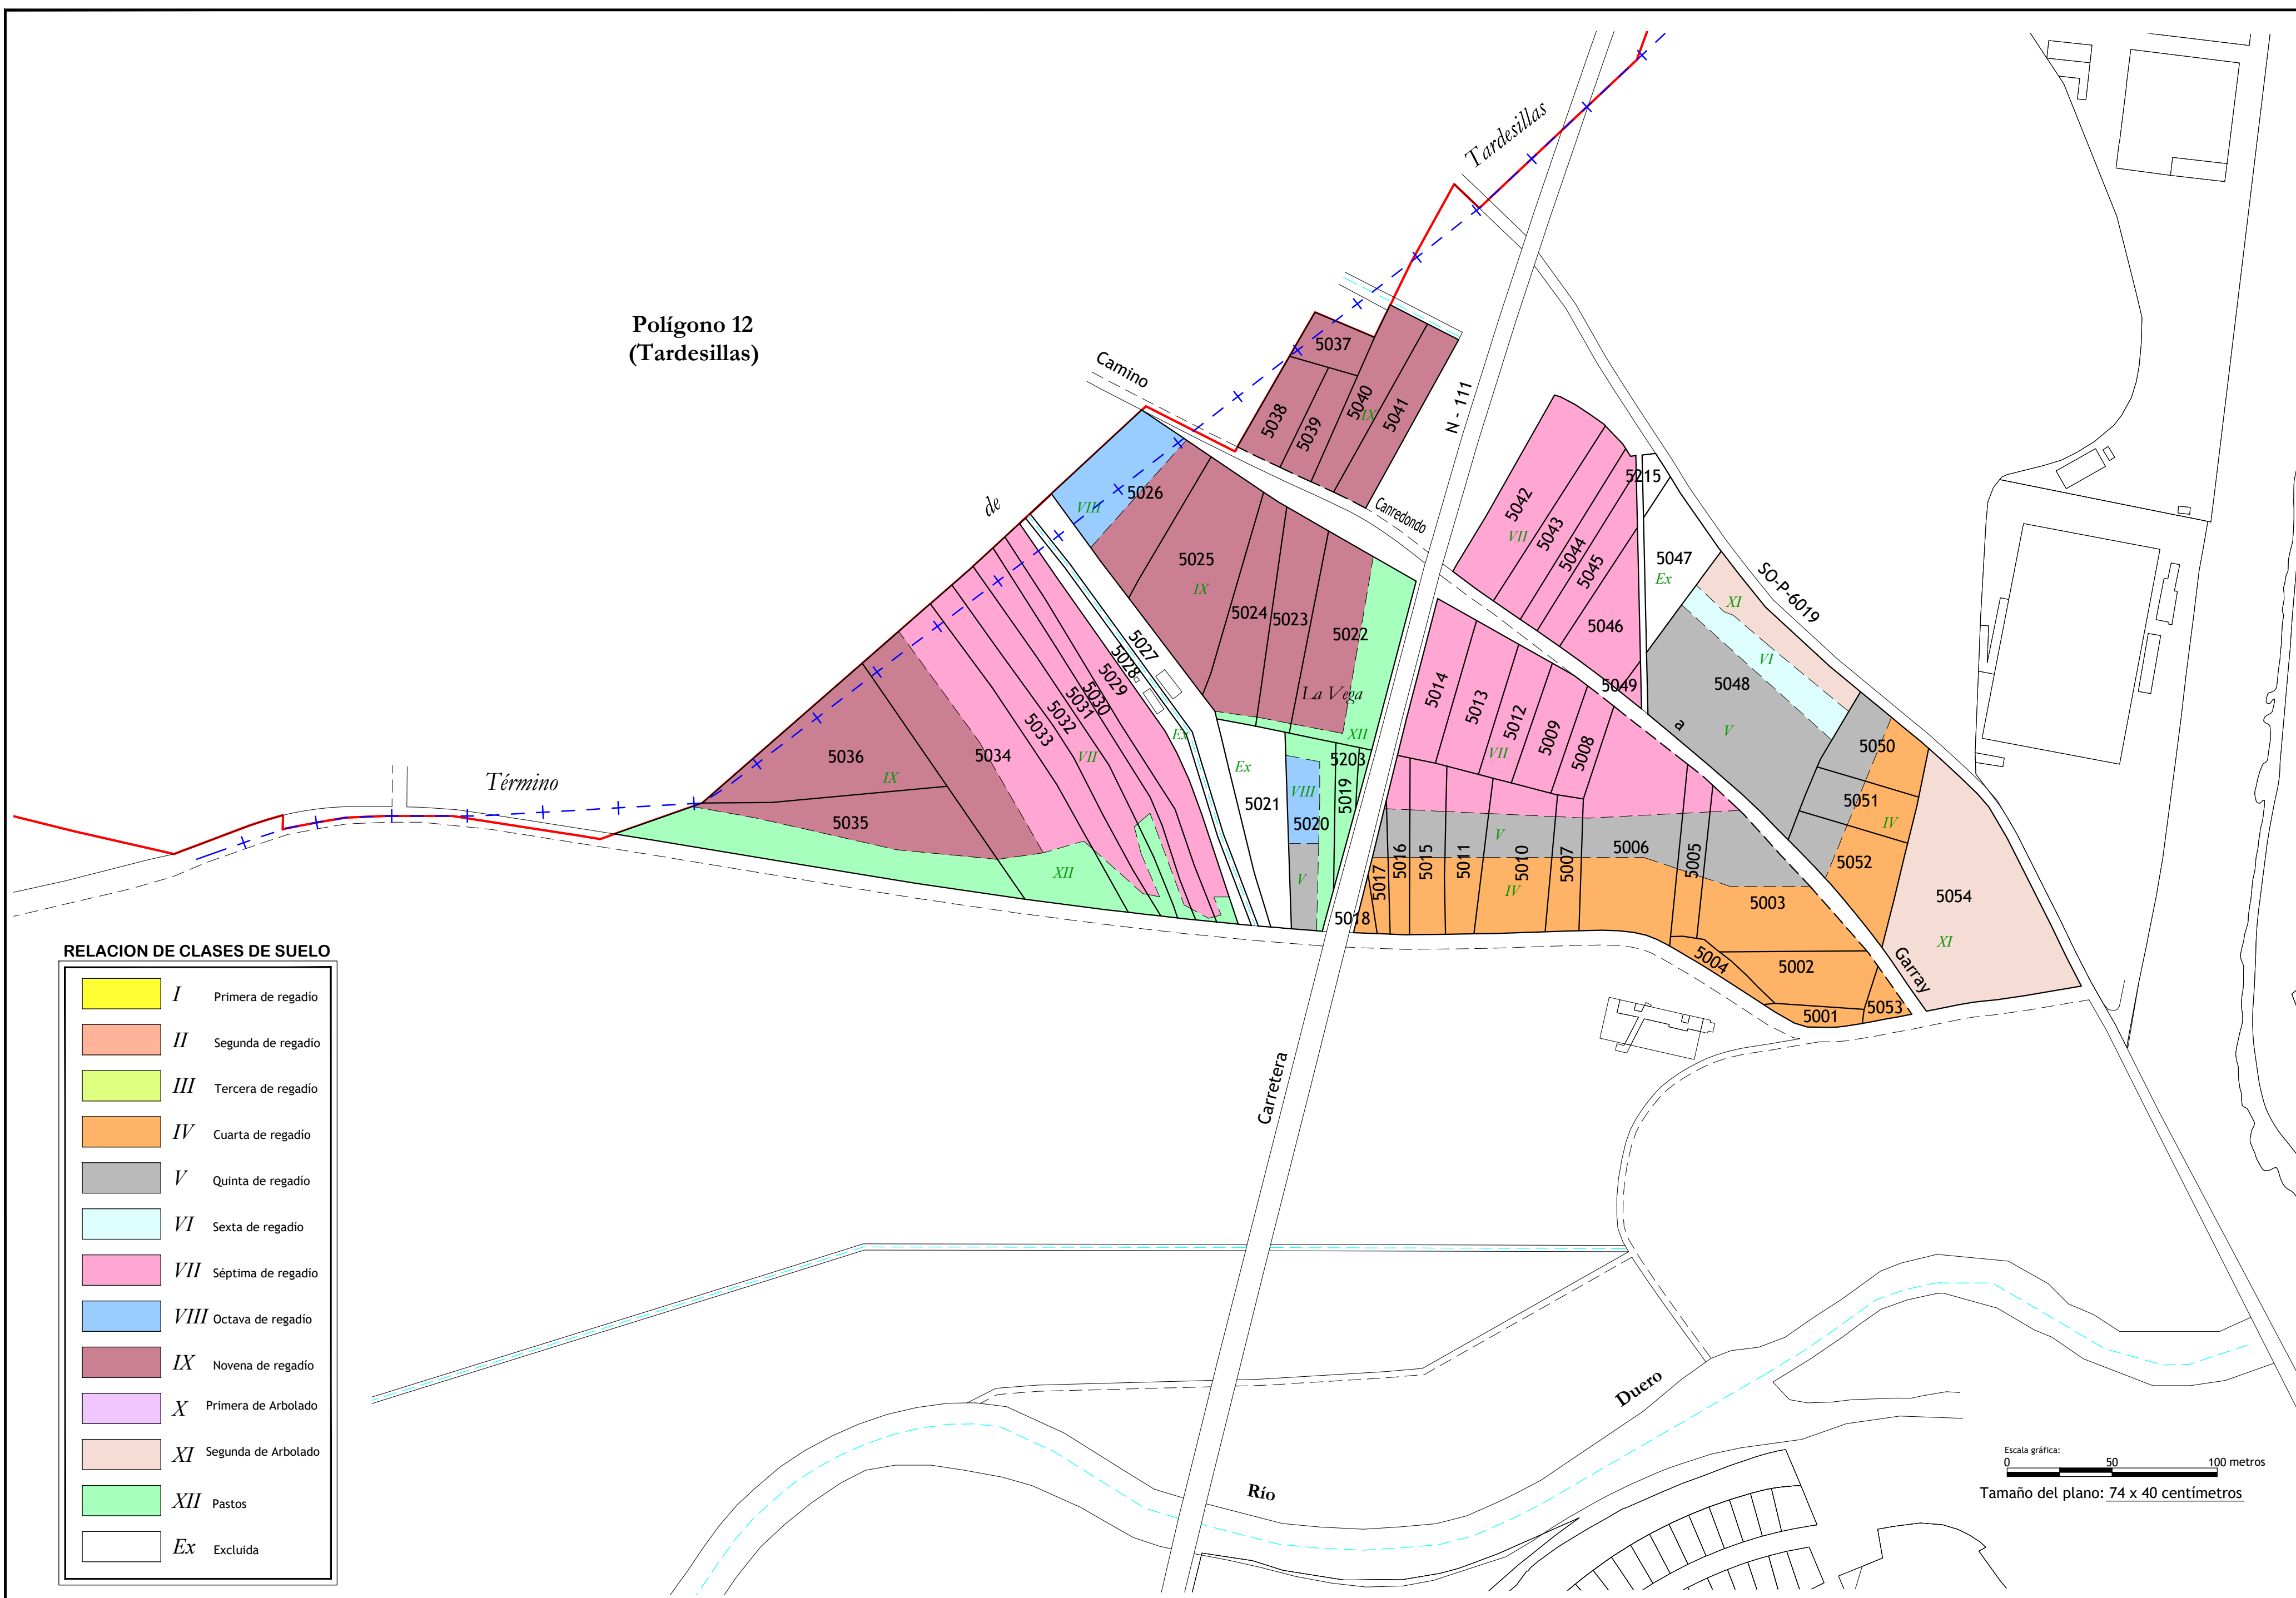 Tardesillas
Polígono 12
(Tardesillas)
Camino
5037
5038
5039
5040
IX
5041
N - 111
Canredondo
de
5026
VIII
5025
IX
5024
5023
5022
La Vega
XII
5042
VII
5043
5044
5045
5046
5215
5047
Ex
SO-P-6019
XI
VI
5048
V
5049
a
5027
5028
5029
5030
5031
5032
5033
VII
Ex
5034
5036
IX
5035
XII
Término
Ex
5021
VIII
5020
V
5203
5019
5018
5014
5013
5012
5009
5008
VII
5050
5051
IV
5052
5017
5016
5015
5011
V
5010
IV
5007
5006
5005
5003
5004
5002
5001
5053
Garray
5054
XI
Carretera
RELACION DE CLASES DE SUELO
I Primera de regadío
II Segunda de regadío
III Tercera de regadío
IV Cuarta de regadío
V Quinta de regadío
VI Sexta de regadío
VII Séptima de regadío
VIII Octava de regadío
IX Novena de regadío
X Primera de Arbolado
XI Segunda de Arbolado
XII Pastos
Ex Excluida
Río
Duero
Escala gráfica:
0 50 100 metros
Tamaño del plano: 74 x 40 centímetros